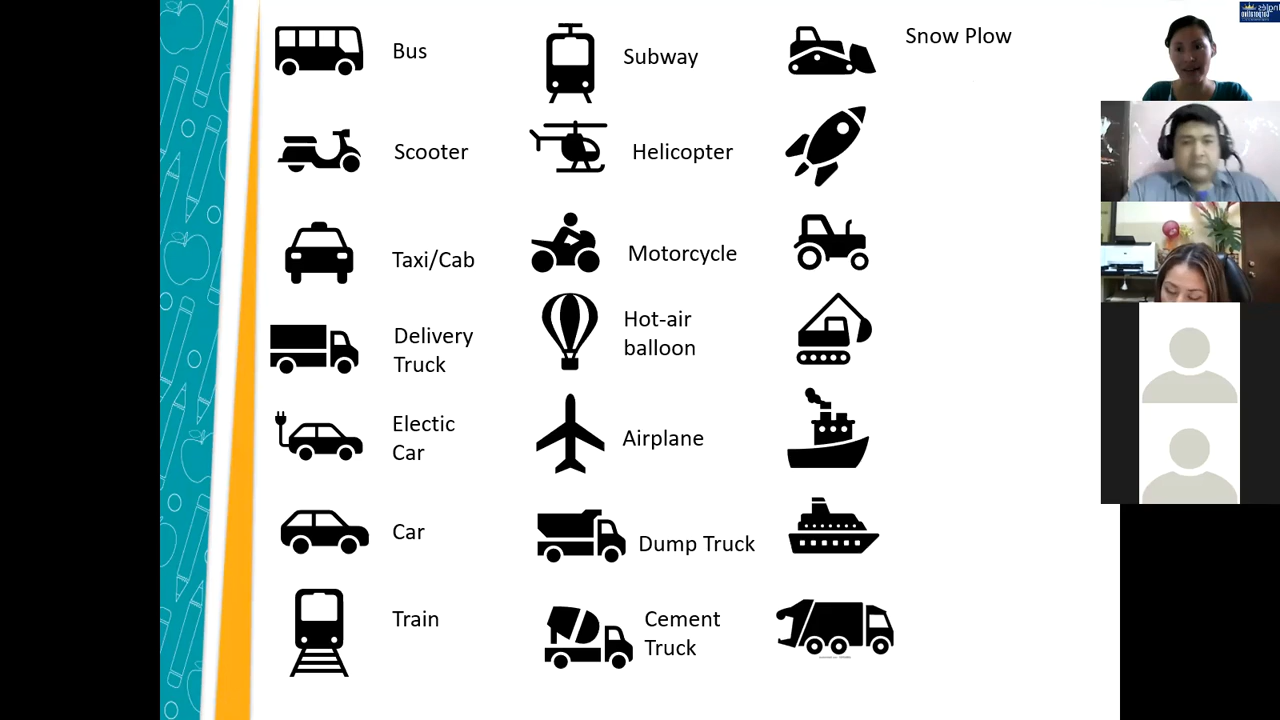 Bus
Subway
Snow Plow
Scooter
Helicopter
Taxi/Cab
Motorcycle
Delivery
Truck
Hot-air
balloon
Electic
Car
Airplane
Car
Dump Truck
Train
Cement
Truck